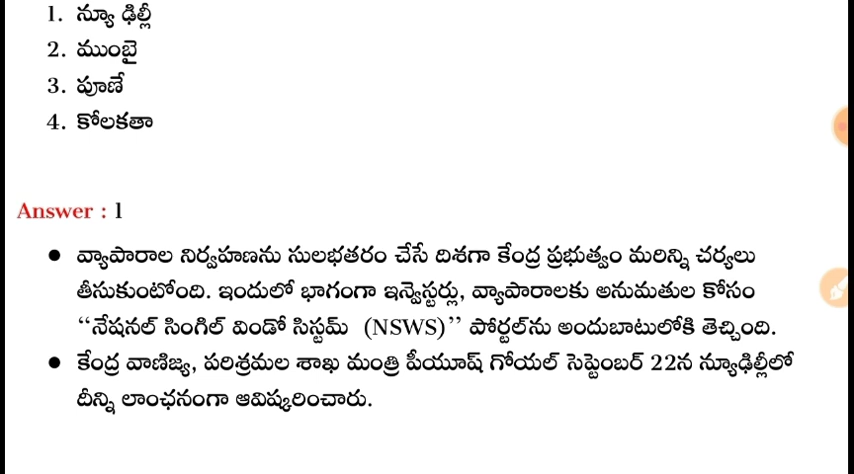 1. న్యూ ఢిల్లీ
2. ముంబై
3. పూణే
4. కోలకతా
Answer : 1
● వ్యాపారాల నిర్వహణను సులభతరం చేసే దిశగా కేంద్ర ప్రభుత్వం మరిన్ని చర్యలు
తీసుకుంటోంది. ఇందులో భాగంగా ఇన్వెస్టర్లు, వ్యాపారాలకు అనుమతుల కోసం
“నేషనల్ సింగిల్ విండో సిస్టమ్ (NSWS)” పోర్టల్‌ను అందుబాటులోకి తెచ్చింది.
● కేంద్ర వాణిజ్య, పరిశ్రమల శాఖ మంత్రి పీయూష్ గోయల్ సెప్టెంబర్ 22న న్యూఢిల్లీలో
దీన్ని లాంఛనంగా ఆవిష్కరించారు.